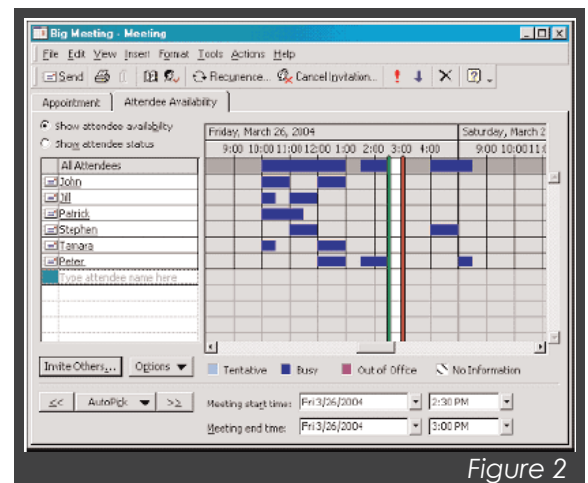 Big Meeting - Meeting
File Edit View Insert Format Tools Actions Help
Send Recurrence... Cancel Invitation...
Appointment Attendee Availability
Show attendee availability
Show attendee status
Friday, March 26, 2004 Saturday, March 2
9:00 10:00 11:00 12:00 1:00 2:00 3:00 4:00 9:00 10:00 11:0
All Attendees
John
Jill
Patrick
Stephen
Tamara
Peter
Type attendee name here
Invite Others... Options
Tentative Busy Out of Office No Information
<< AutoPick >>
Meeting start time: Fri 3/26/2004 2:30 PM
Meeting end time: Fri 3/26/2004 3:00 PM
Figure 2